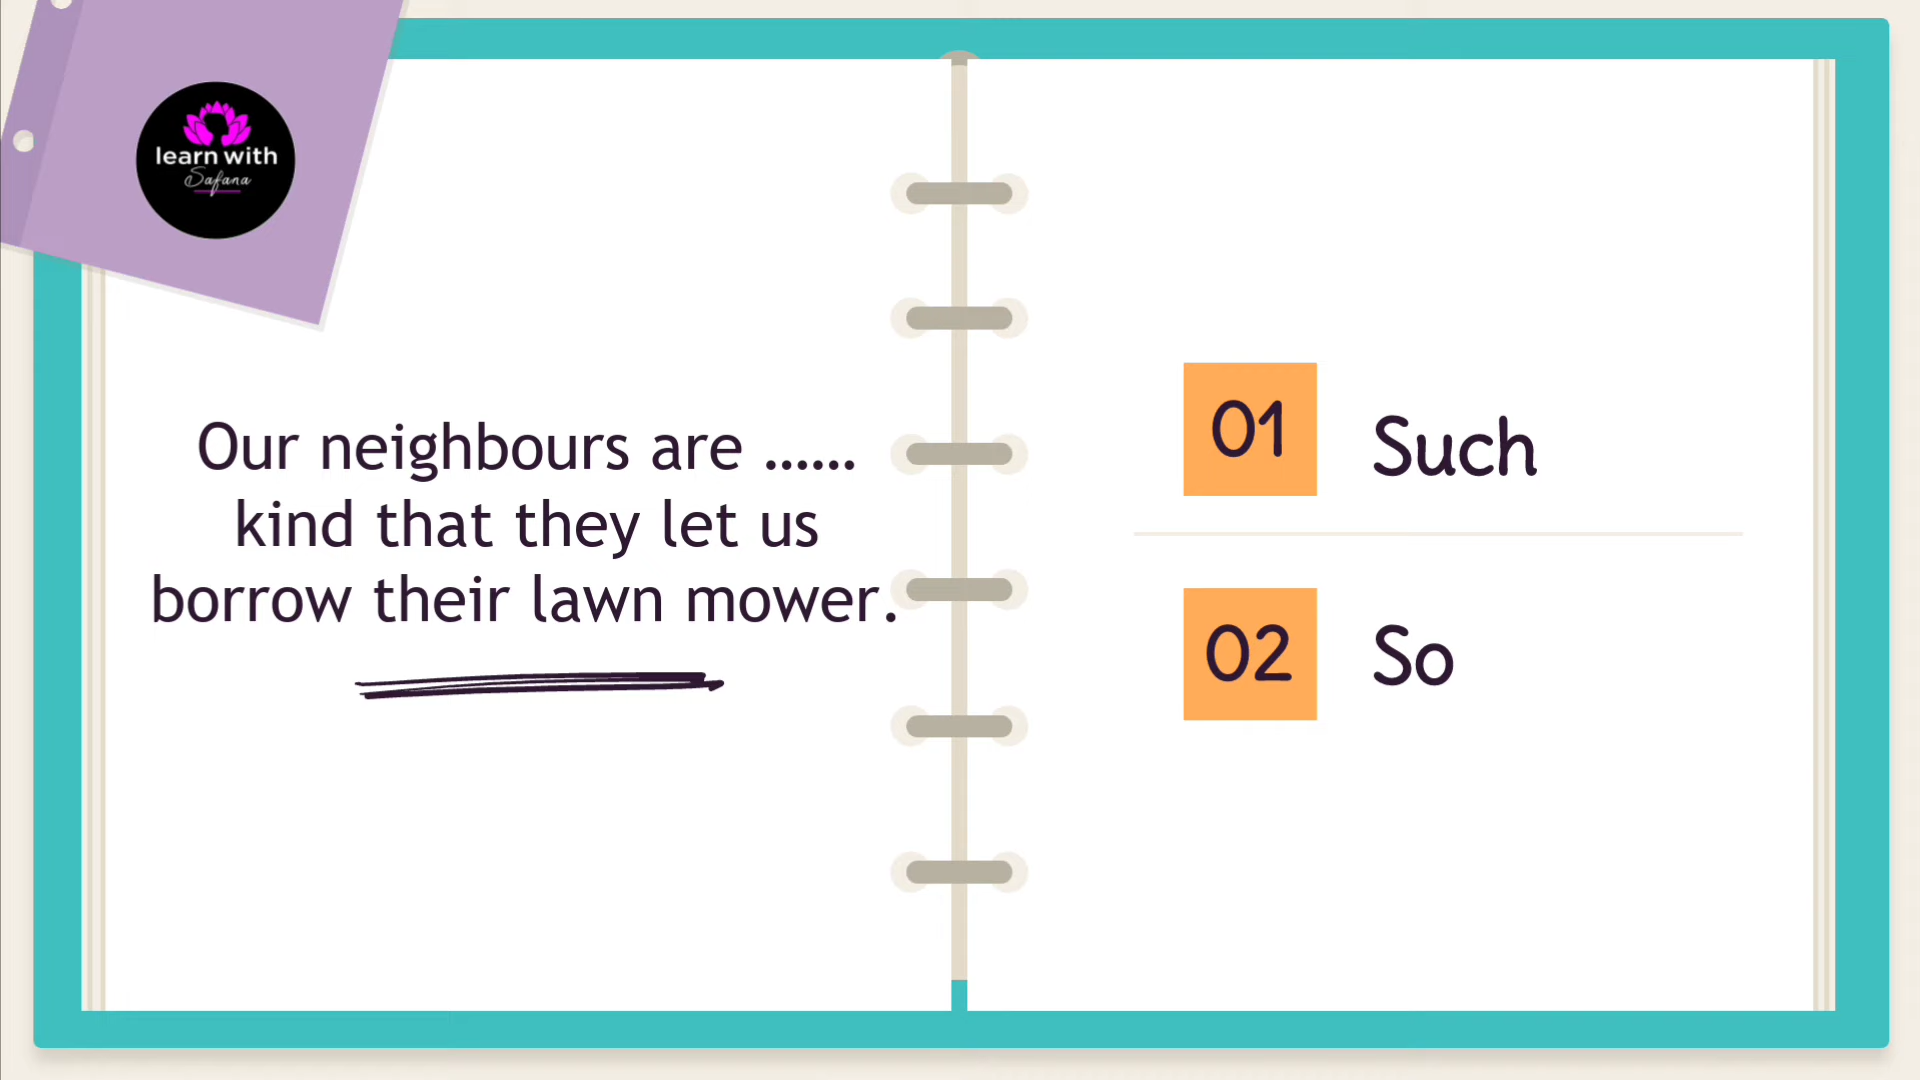 learn with
Safana
Our neighbours are ......
kind that they let us
borrow their lawn mower.
01
Such
02
So